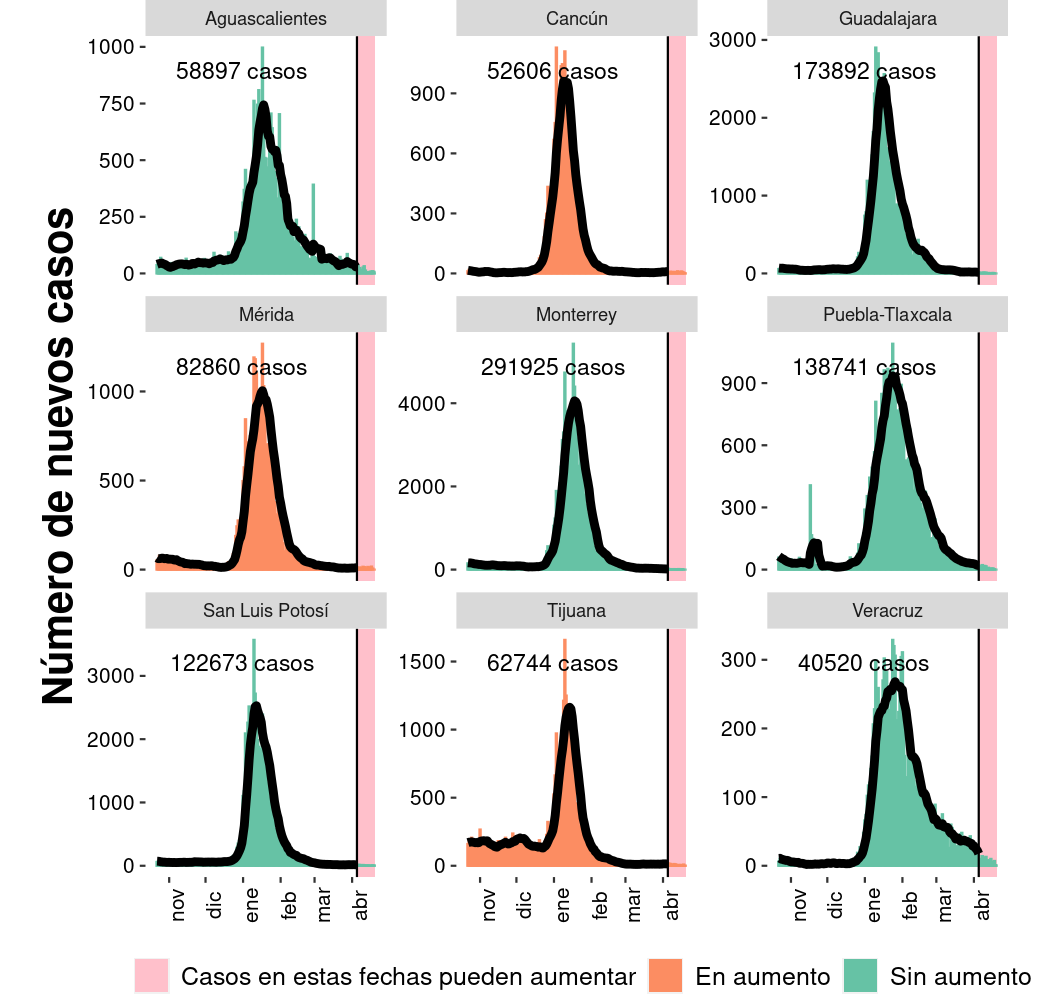 Número de nuevos casos
Aguascalientes
Cancún
Guadalajara
1000
750
500
250
0
58897 casos
900
600
300
0
52606 casos
3000
2000
1000
0
173892 casos
Mérida
Monterrey
Puebla-Tlaxcala
1000
500
0
82860 casos
4000
2000
0
291925 casos
900
600
300
0
138741 casos
San Luis Potosí
Tijuana
Veracruz
3000
2000
1000
0
122673 casos
1500
1000
500
0
62744 casos
300
200
100
0
40520 casos
nov dic ene feb mar abr
nov dic ene feb mar abr
nov dic ene feb mar abr
Casos en estas fechas pueden aumentar En aumento Sin aumento